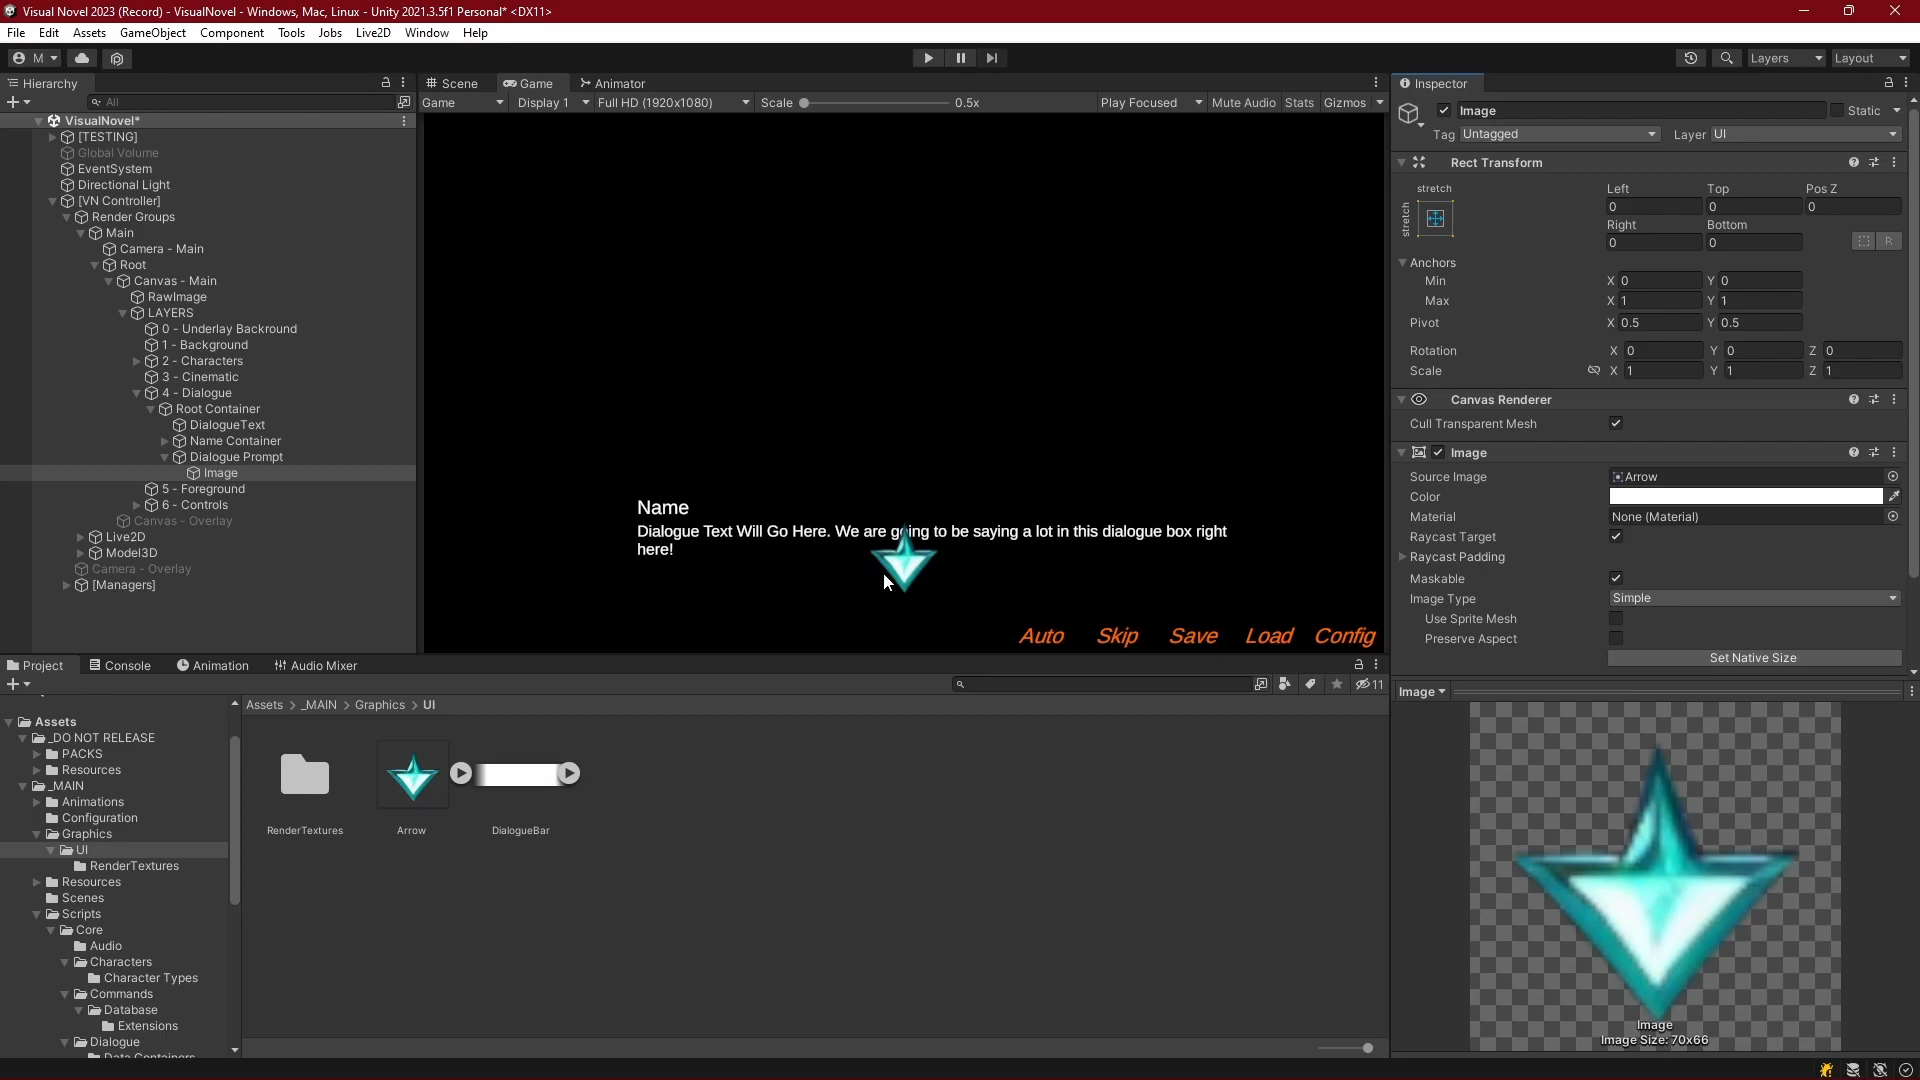 Visual Novel 2023 (Record) - VisualNovel - Windows, Mac, Linux - Unity 2021.3.5f1 Personal* <DX11>
File Edit Assets GameObject Component Tools Jobs Live2D Window Help
M Layers Layout
Hierarchy
All
VisualNovel*
[TESTING]
Global Volume
EventSystem
Directional Light
[VN Controller]
Render Groups
Main
Camera - Main
Root
Canvas - Main
RawImage
LAYERS
0 - Underlay Backround
1 - Background
2 - Characters
3 - Cinematic
4 - Dialogue
Root Container
DialogueText
Name Container
Dialogue Prompt
Image
5 - Foreground
6 - Controls
Canvas - Overlay
Live2D
Model3D
Camera - Overlay
[Managers]
Scene Game Animator
Game Display 1 Full HD (1920x1080) Scale 0.5x Play Focused Mute Audio Stats Gizmos
Name
Dialogue Text Will Go Here. We are going to be saying a lot in this dialogue box right
here!
Auto Skip Save Load Config
Inspector
Image Static
Tag Untagged Layer UI
Rect Transform
stretch Left Top Pos Z
stretch 0 0 0
Right Bottom
0 0 R
Anchors
Min X 0 Y 0
Max X 1 Y 1
Pivot X 0.5 Y 0.5
Rotation X 0 Y 0 Z 0
Scale X 1 Y 1 Z 1
Canvas Renderer
Cull Transparent Mesh
Image
Source Image Arrow
Color
Material None (Material)
Raycast Target
Raycast Padding
Maskable
Image Type Simple
Use Sprite Mesh
Preserve Aspect
Set Native Size
Image
Image
Image Size: 70x66
Project Console Animation Audio Mixer
11
Assets
_DO NOT RELEASE
PACKS
Resources
_MAIN
Animations
Configuration
Graphics
UI
RenderTextures
Resources
Scenes
Scripts
Core
Audio
Characters
Character Types
Commands
Database
Extensions
Dialogue
Data Containers
Assets > _MAIN > Graphics > UI
RenderTextures Arrow DialogueBar